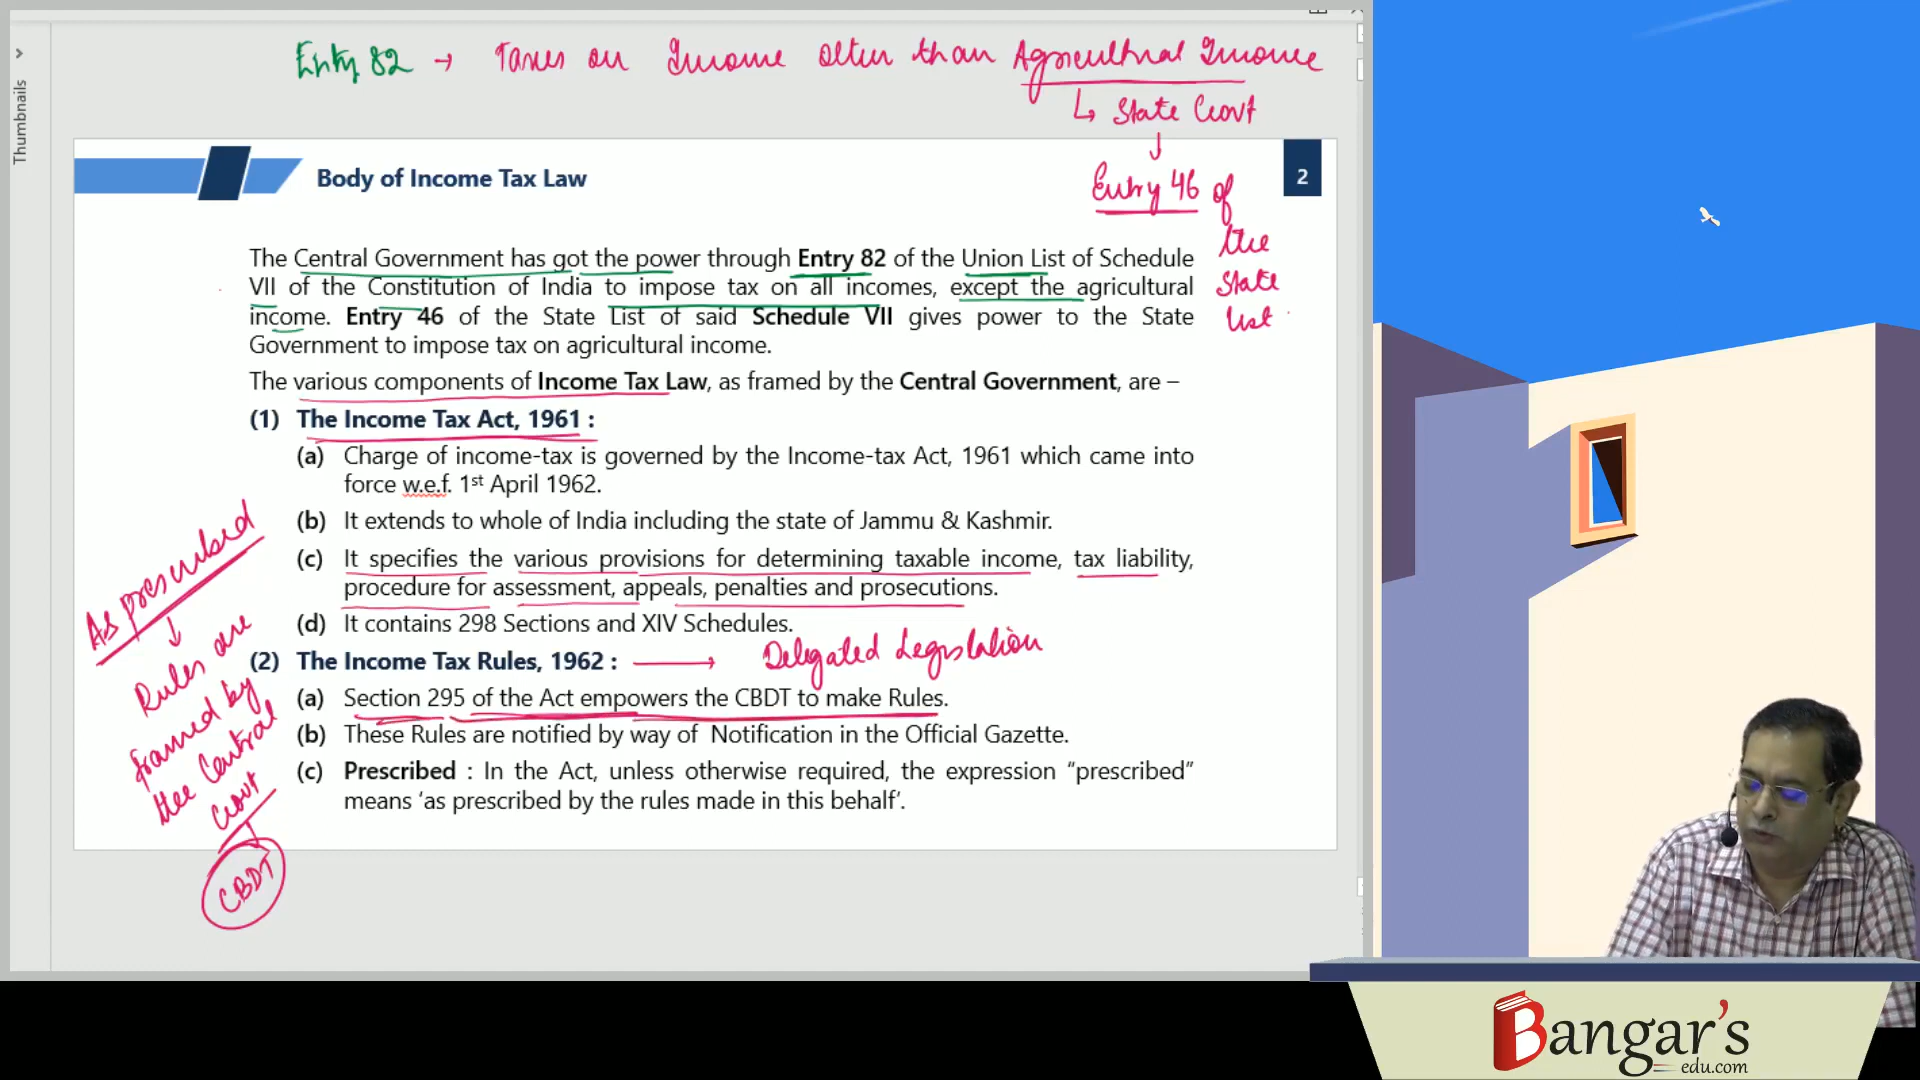 Entry 82 → Taxes on Income other than Agricultural Income
↳ State Govt
↓
Entry 46 of
the
State
list
Thumbnails
Body of Income Tax Law
2
The Central Government has got the power through Entry 82 of the Union List of Schedule
VII of the Constitution of India to impose tax on all incomes, except the agricultural
income. Entry 46 of the State List of said Schedule VII gives power to the State
Government to impose tax on agricultural income.
The various components of Income Tax Law, as framed by the Central Government, are –
(1) The Income Tax Act, 1961 :
(a) Charge of income-tax is governed by the Income-tax Act, 1961 which came into
force w.e.f. 1st April 1962.
(b) It extends to whole of India including the state of Jammu & Kashmir.
(c) It specifies the various provisions for determining taxable income, tax liability,
procedure for assessment, appeals, penalties and prosecutions.
(d) It contains 298 Sections and XIV Schedules.
(2) The Income Tax Rules, 1962 : → Delegated Legislation
(a) Section 295 of the Act empowers the CBDT to make Rules.
(b) These Rules are notified by way of Notification in the Official Gazette.
(c) Prescribed : In the Act, unless otherwise required, the expression “prescribed”
means ‘as prescribed by the rules made in this behalf’.
As prescribed
↓
Rules are
framed by
the Central
Govt
CBDT
Bangar's
edu.com